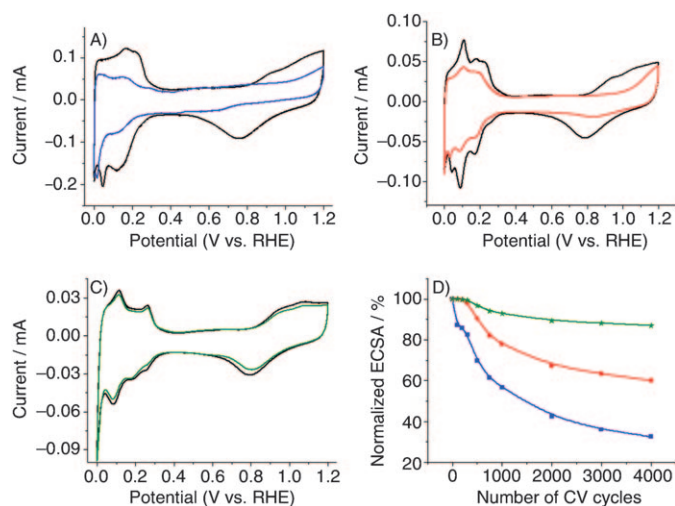 A)
Current / mA
0.1
0.0
−0.1
−0.2
0.0 0.2 0.4 0.6 0.8 1.0 1.2
Potential (V vs. RHE)
B)
Current / mA
0.10
0.05
0.00
−0.05
−0.10
0.0 0.2 0.4 0.6 0.8 1.0 1.2
Potential (V vs. RHE)
C)
Current / mA
0.03
0.00
−0.03
−0.06
−0.09
0.0 0.2 0.4 0.6 0.8 1.0 1.2
Potential (V vs. RHE)
D)
Normalized ECSA / %
100
80
60
40
20
0 1000 2000 3000 4000
Number of CV cycles